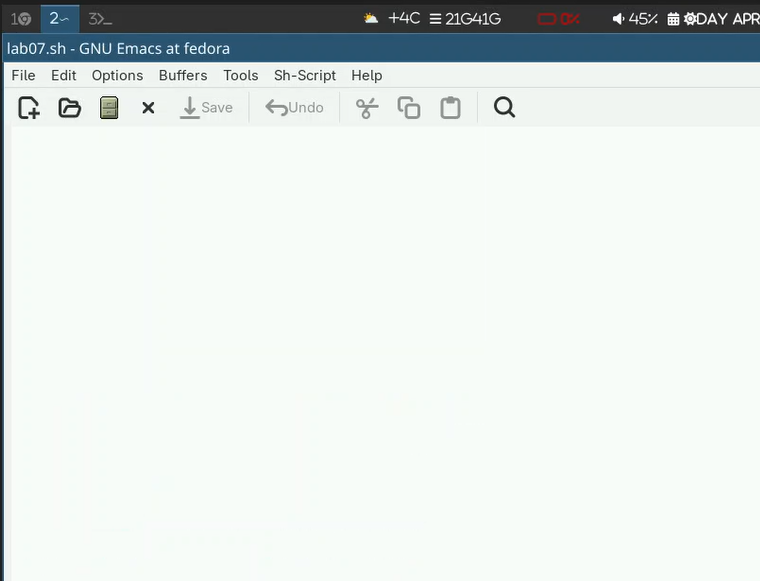 1 2 3 +4C 21G41G 0% 45% DAY APR
lab07.sh - GNU Emacs at fedora
File Edit Options Buffers Tools Sh-Script Help
Save Undo